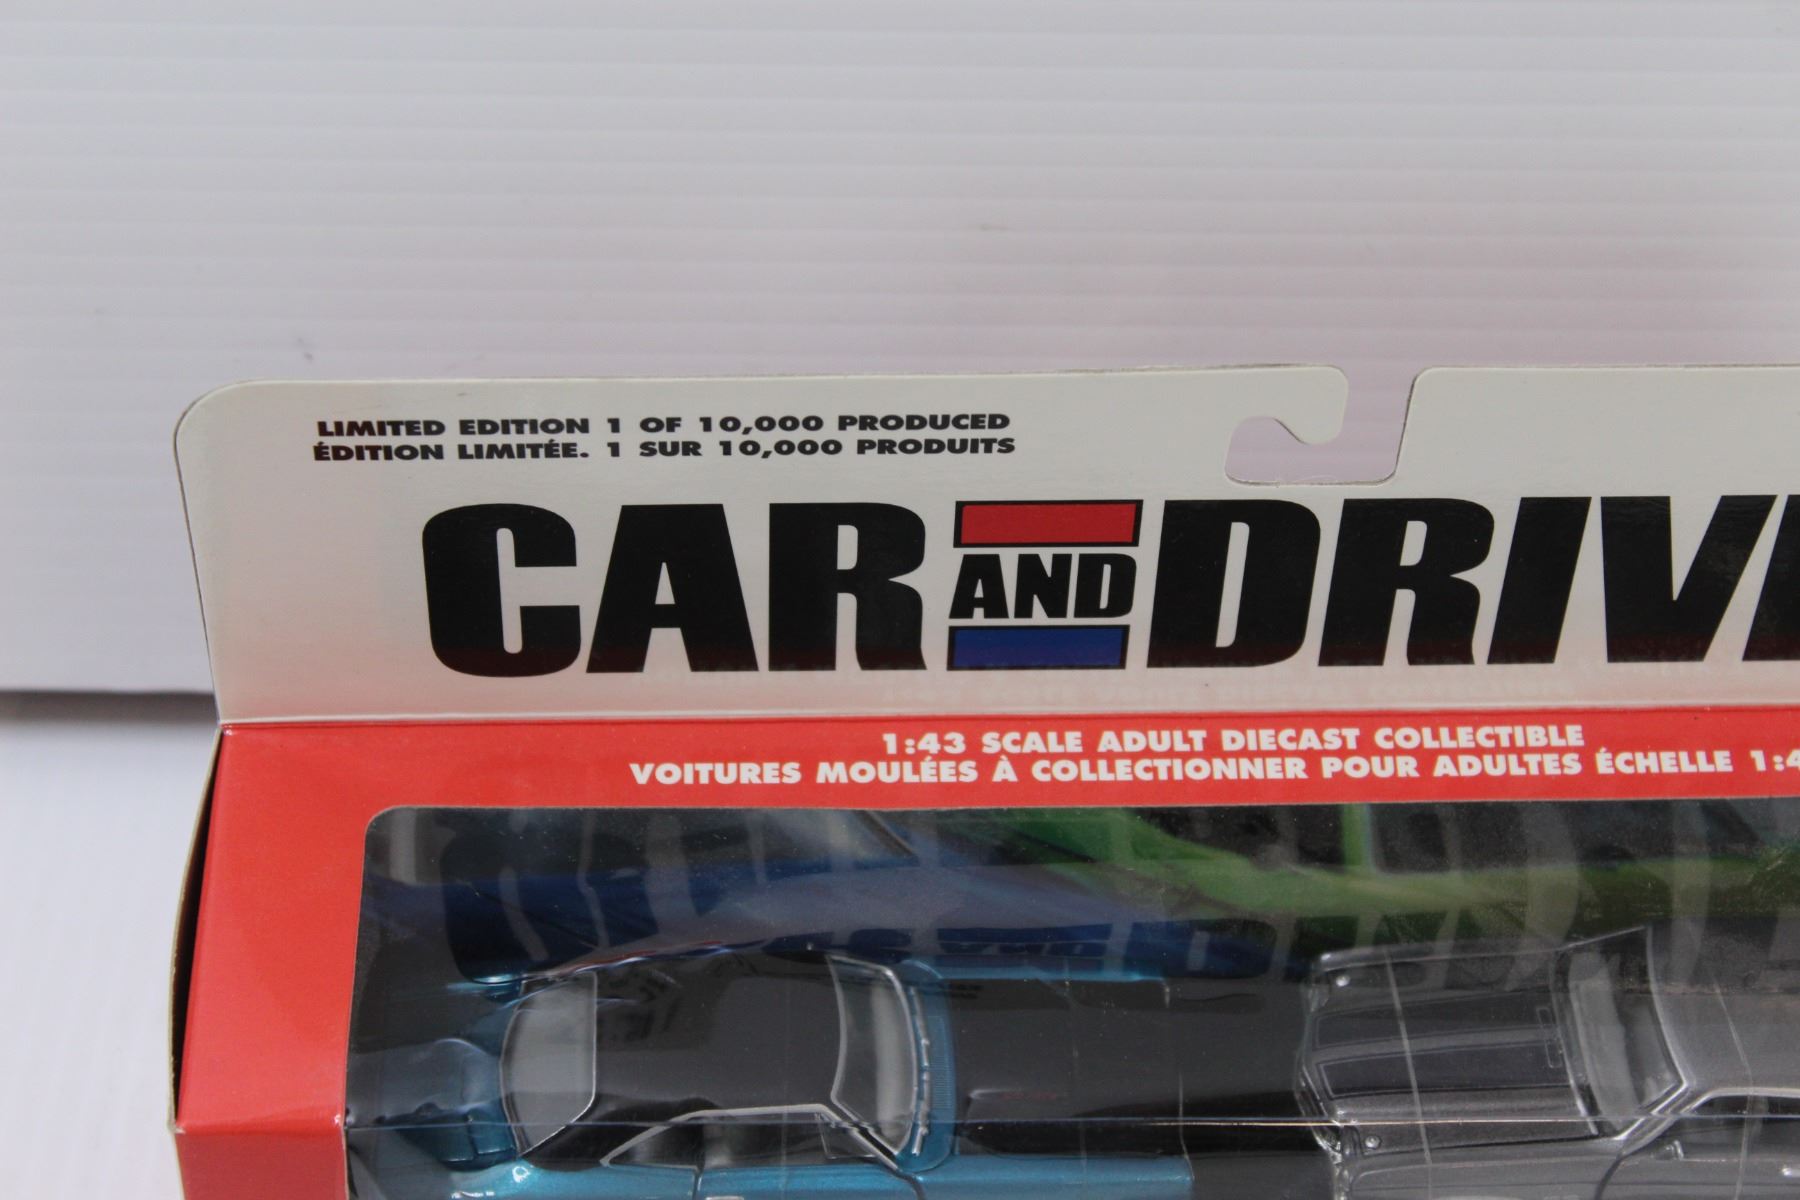 LIMITED EDITION 1 OF 10,000 PRODUCED
ÉDITION LIMITÉE. 1 SUR 10,000 PRODUITS
CAR AND DRIV
1:43 SCALE ADULT DIECAST COLLECTIBLE
VOITURES MOULÉES À COLLECTIONNER POUR ADULTES ÉCHELLE 1:4